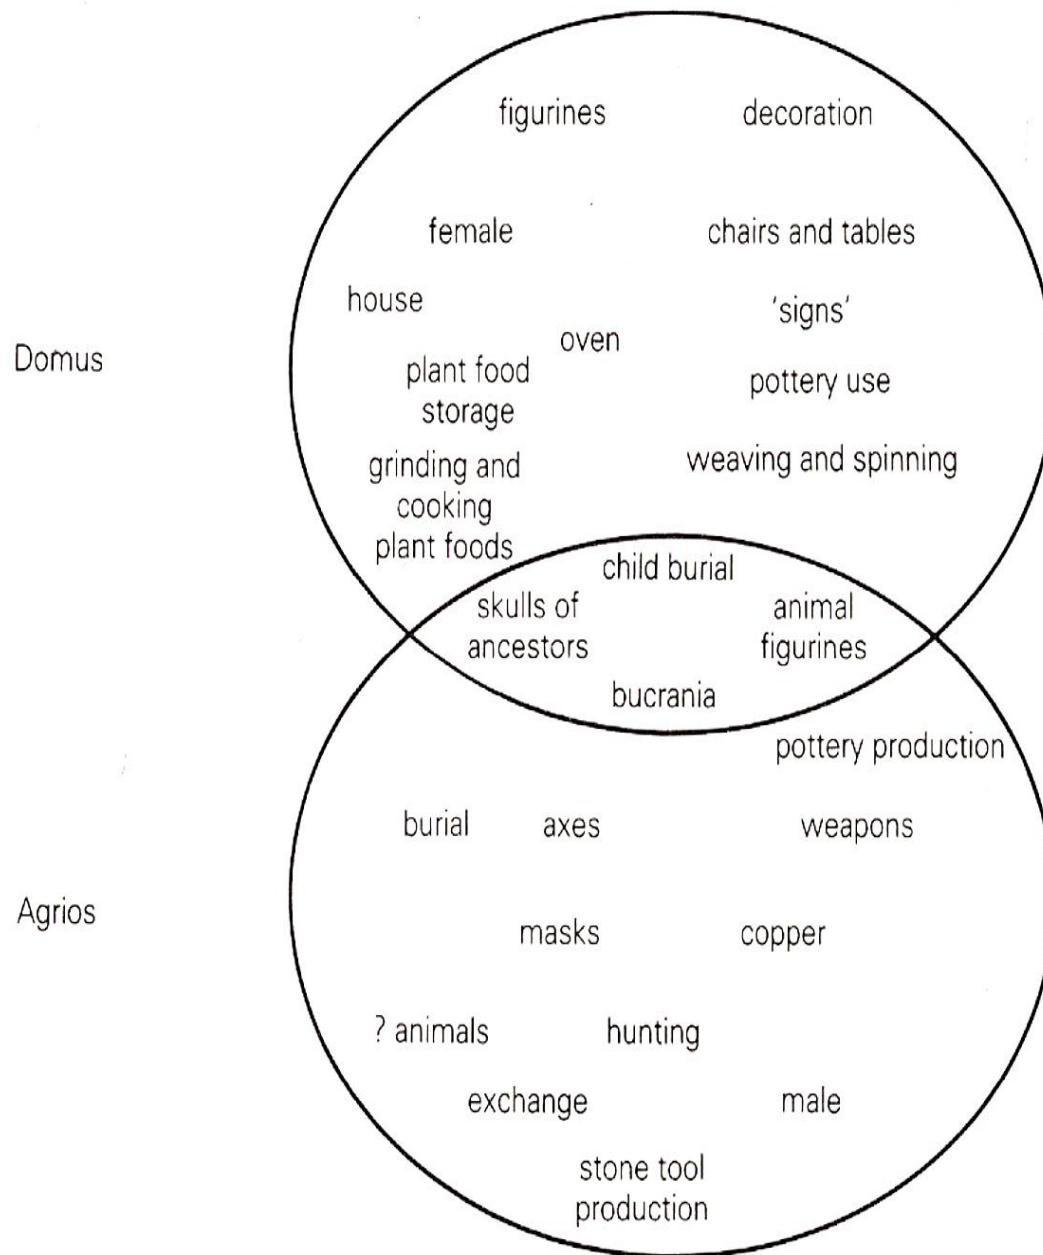 figurines decoration
female chairs and tables
house 'signs'
oven
Domus
plant food
storage
pottery use
grinding and
cooking
plant foods
weaving and spinning
child burial
skulls of
ancestors
animal
figurines
bucrania
pottery production
burial axes weapons
Agrios
masks copper
? animals hunting
exchange male
stone tool
production